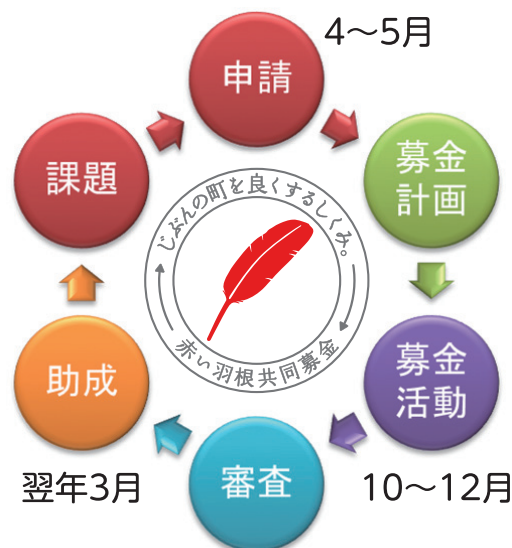 4～5月
申請
募金
計画
募金
活動
10～12月
審査
翌年3月
助成
課題
じぶんの町を良くするしくみ。
赤い羽根共同募金